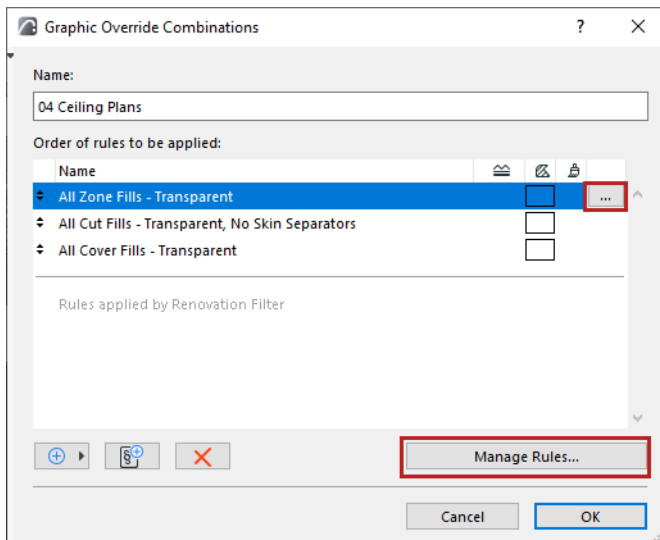 Graphic Override Combinations ?
Name:
04 Ceiling Plans
Order of rules to be applied:
Name
All Zone Fills - Transparent ...
All Cut Fills - Transparent, No Skin Separators
All Cover Fills - Transparent
Rules applied by Renovation Filter
§
Manage Rules...
Cancel OK